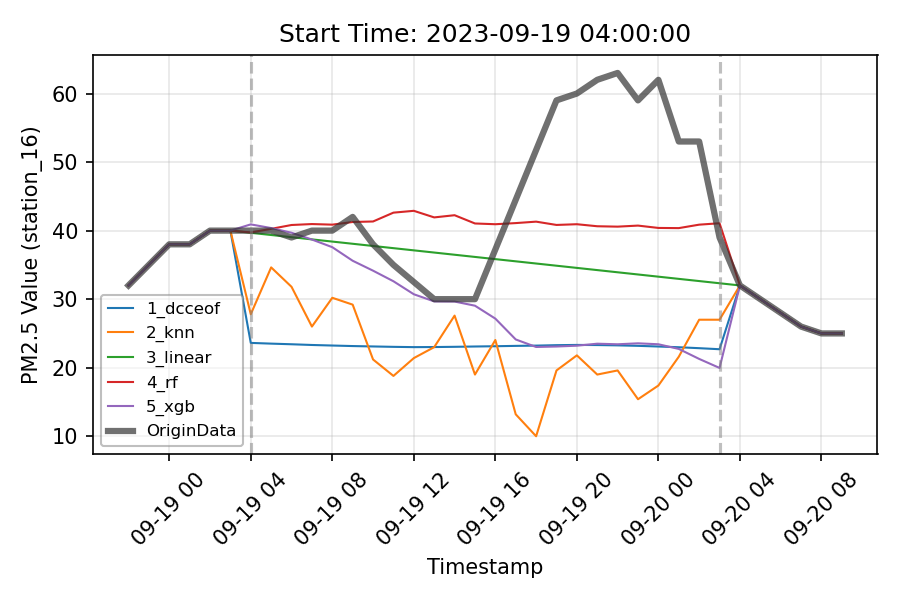 Start Time: 2023-09-19 04:00:00
PM2.5 Value (station_16)
60
50
40
30
20
10
1_dcceof
2_knn
3_linear
4_rf
5_xgb
OriginData
09-19 00
09-19 04
09-19 08
09-19 12
09-19 16
09-19 20
09-20 00
09-20 04
09-20 08
Timestamp